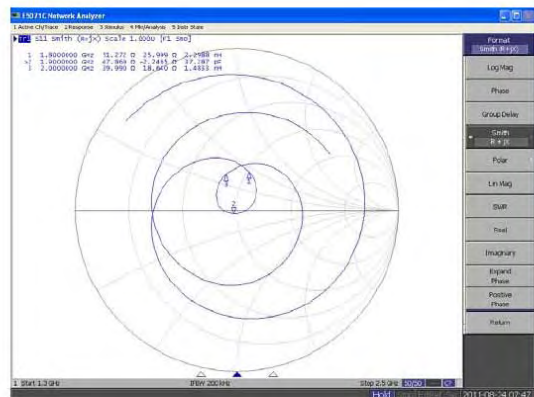 E5071C Network Analyzer
1 Active Ch/Trace 2 Response 3 Stimulus 4 Mkr/Analysis 5 Instr State
Tr1 S11 Smith (R+jX) Scale 1.000U [F1 Smo]
1 1.8000000 GHz 31.272 Ω 25.999 Ω 2.2988 nH
>2 1.9000000 GHz 47.869 Ω -2.2465 Ω 37.287 pF
3 2.0000000 GHz 39.990 Ω 18.640 Ω 1.4833 nH
2
Format
Smith (R+jX)
Log Mag
Phase
Group Delay
Smith
R + jX
Polar
Lin Mag
SWR
Real
Imaginary
Expand
Phase
Positive
Phase
Return
1 Start 1.3 GHz IFBW 200 kHz Stop 2.5 GHz
Hold
2011-08-24 07:47